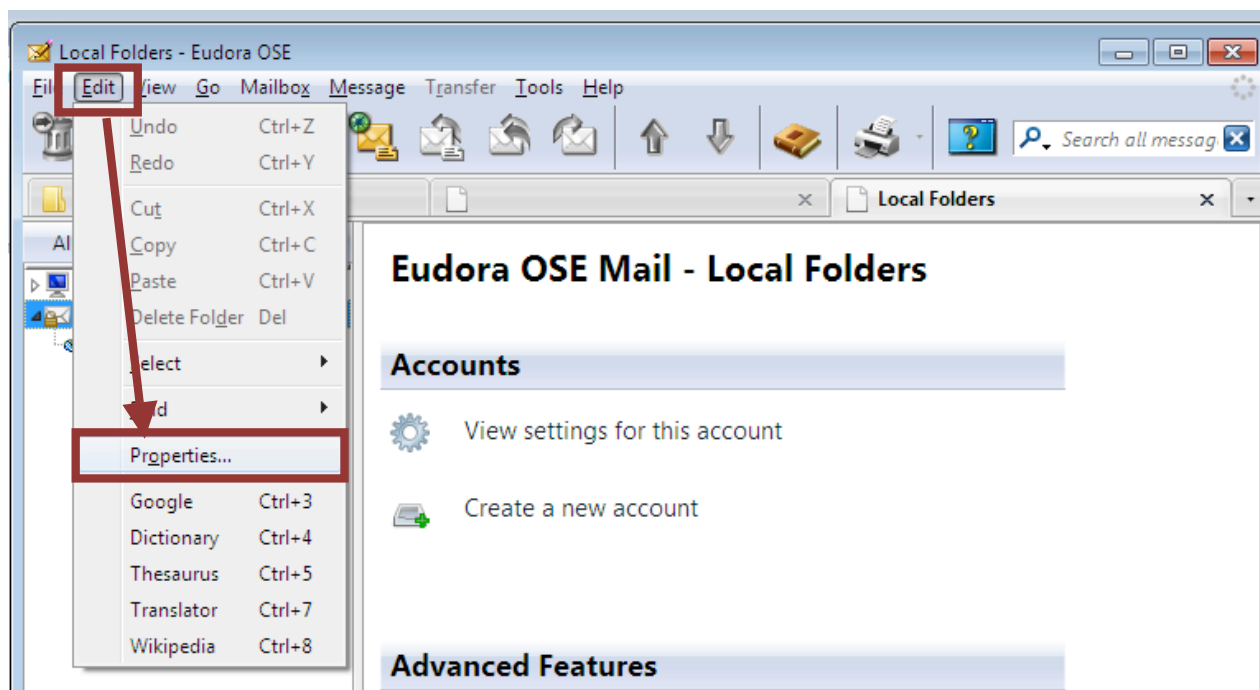 Local Folders - Eudora OSE
Edit View Go Mailbox Message Transfer Tools Help
Search all messag
Undo Ctrl+Z
Redo Ctrl+Y
Cut Ctrl+X
Copy Ctrl+C
Paste Ctrl+V
Delete Folder Del
Select
Properties...
Google Ctrl+3
Dictionary Ctrl+4
Thesaurus Ctrl+5
Translator Ctrl+7
Wikipedia Ctrl+8
Local Folders
Al
Eudora OSE Mail - Local Folders
Accounts
View settings for this account
Create a new account
Advanced Features